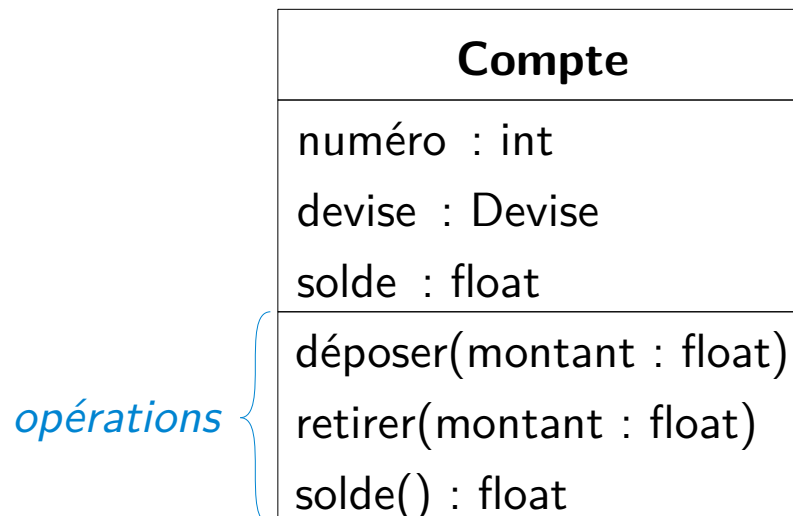 Compte
numéro : int
devise : Devise
solde : float
déposer(montant : float)
opérations
retirer(montant : float)
solde() : float